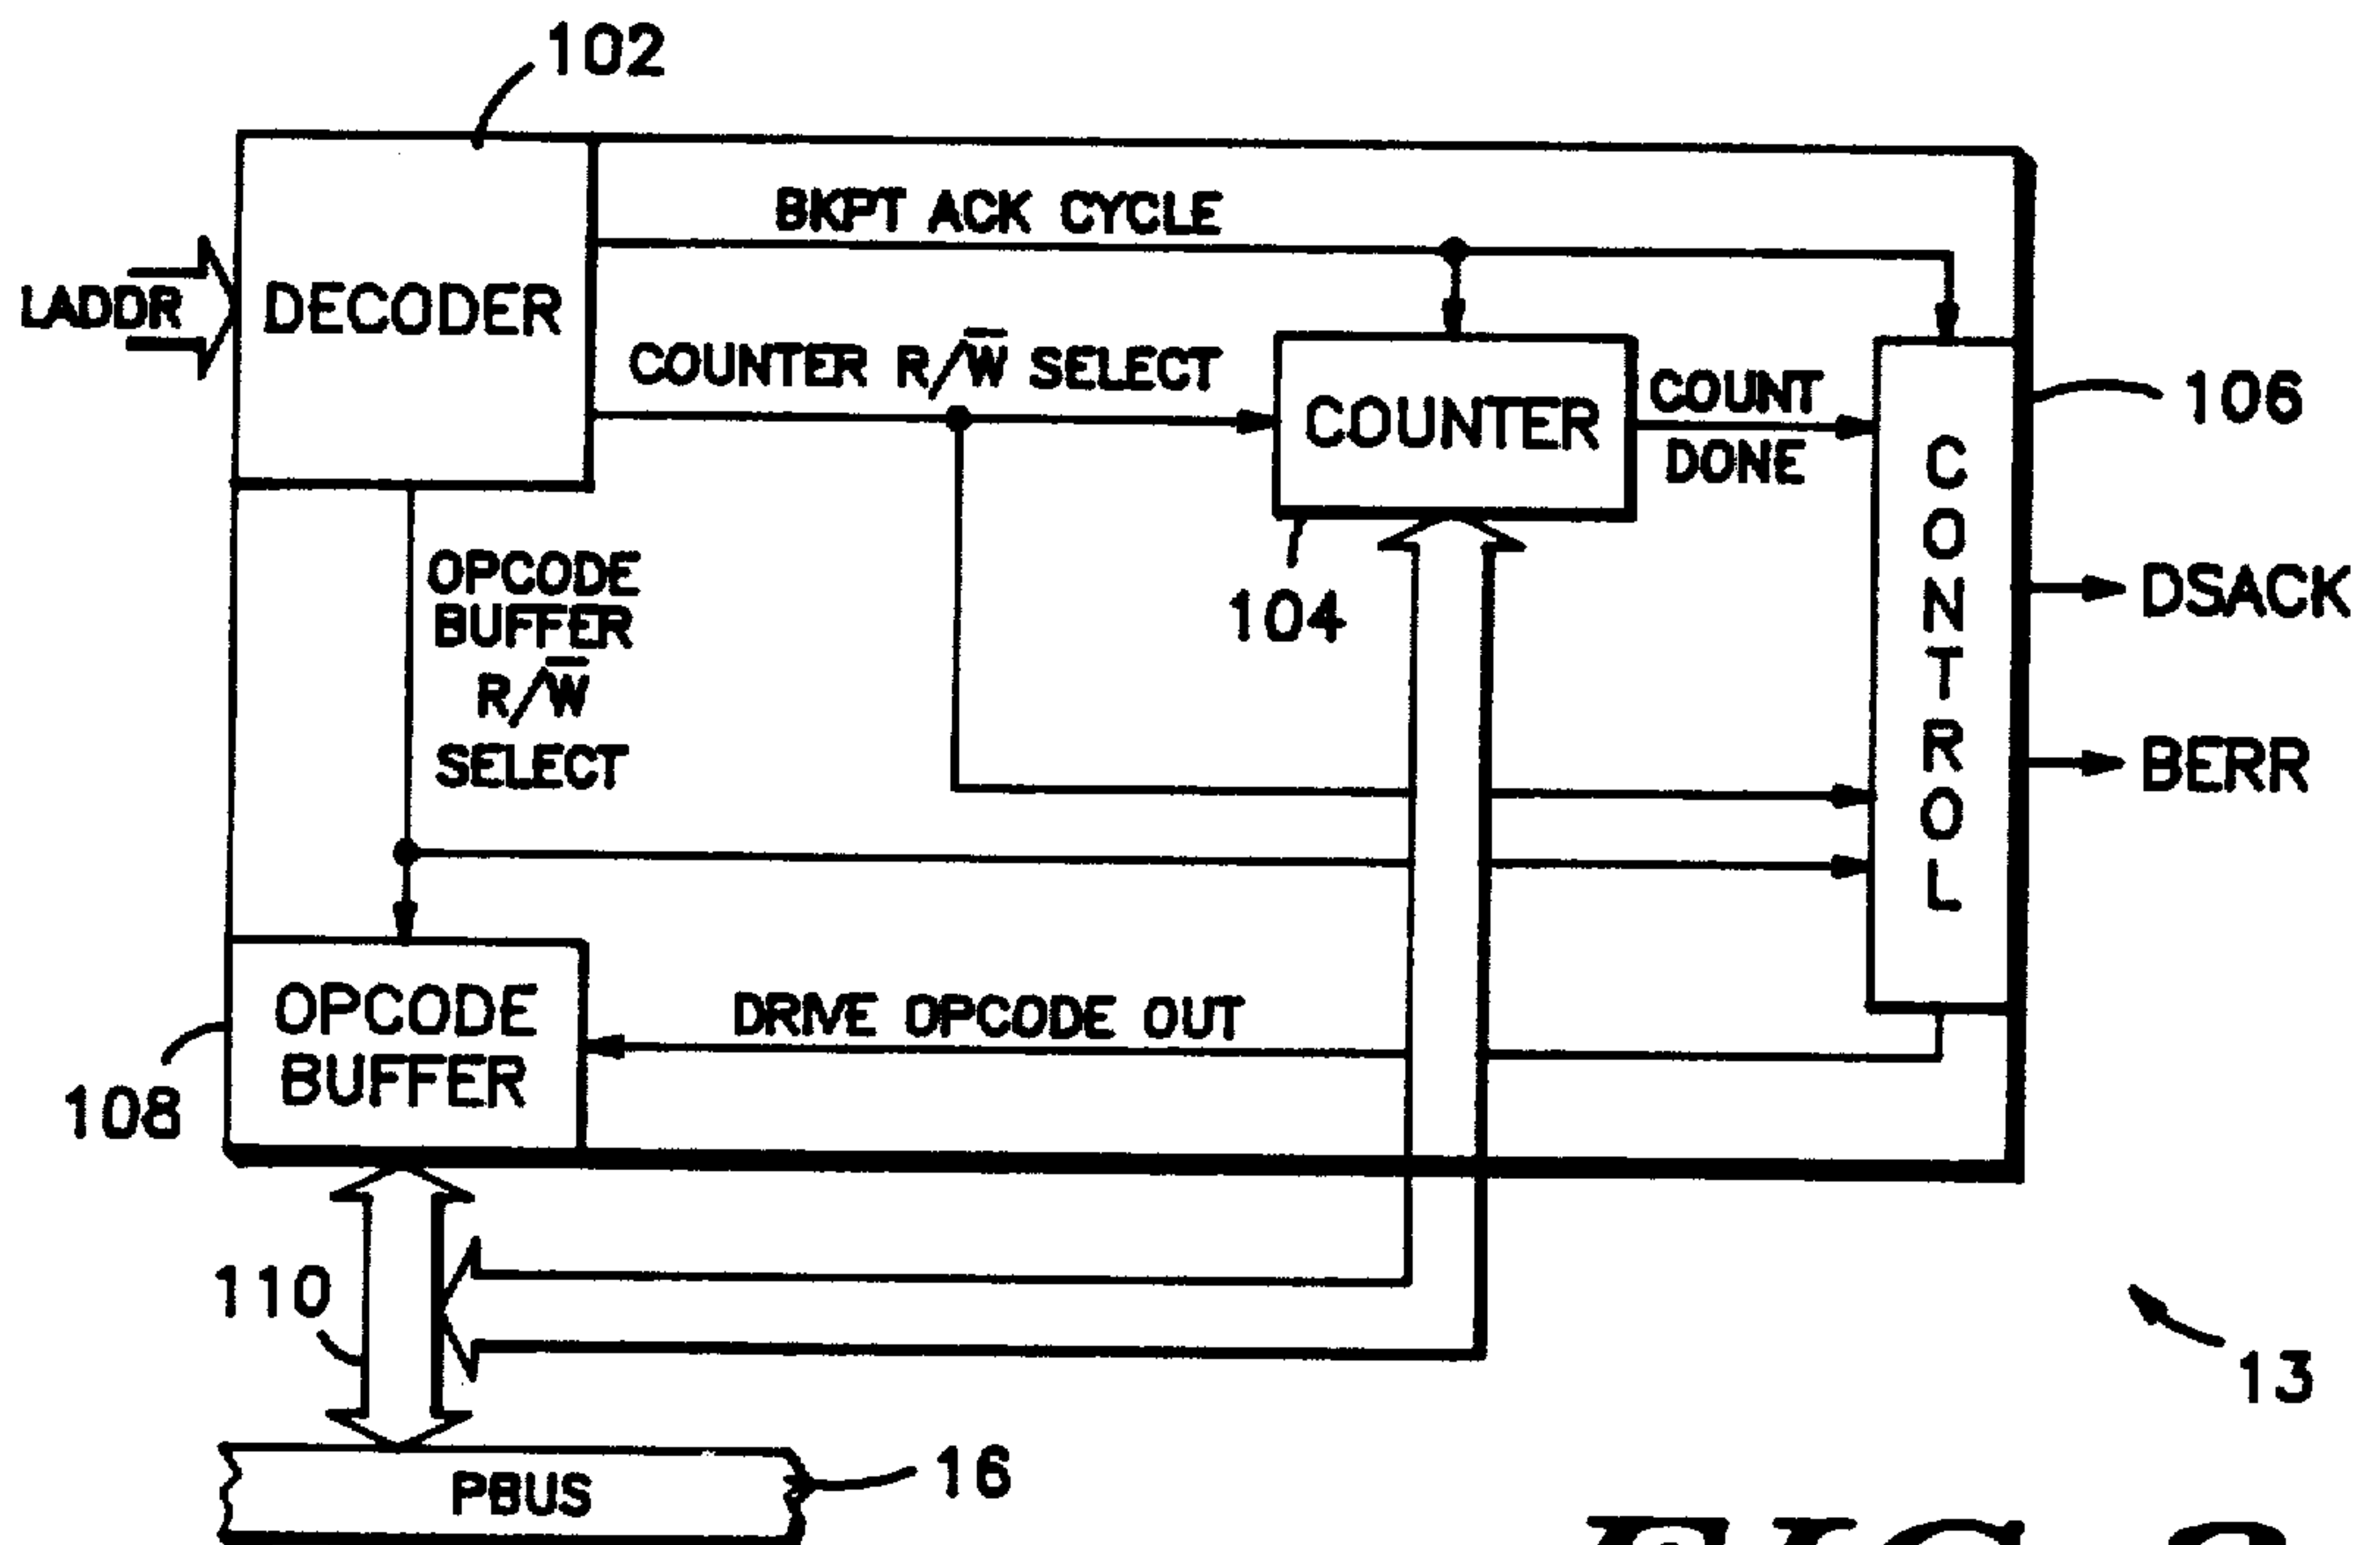 102
BKPT ACK CYCLE
LADDR
DECODER
COUNTER R/W̅ SELECT
COUNTER
COUNT
DONE
106
CONTROL
OPCODE
BUFFER
R/W̅
SELECT
104
DSACK
BERR
OPCODE
BUFFER
DRIVE OPCODE OUT
108
110
13
PBUS
16